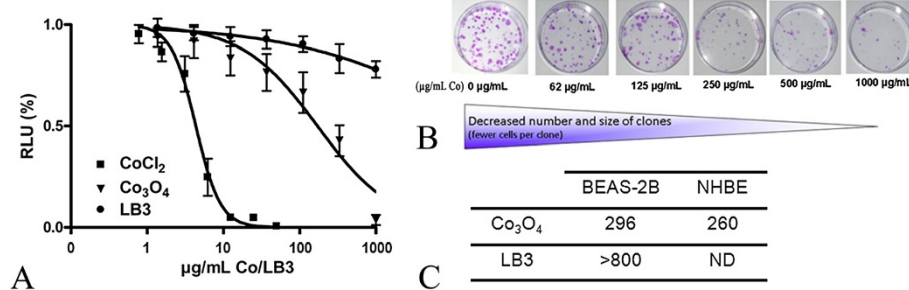 A
RLU (%)
1.0
0.5
0.0
0 1 10 100 1000
µg/mL Co/LB3
CoCl2
Co3O4
LB3
B
(µg/mL Co) 0 µg/mL 62 µg/mL 125 µg/mL 250 µg/mL 500 µg/mL 1000 µg/mL
Decreased number and size of clones
(fewer cells per clone)
C
BEAS-2B NHBE
Co3O4 296 260
LB3 >800 ND